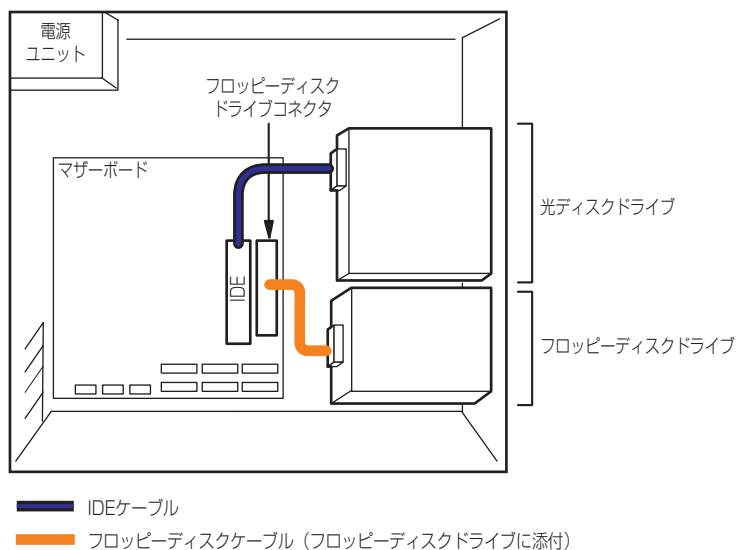 電源
ユニット
フロッピーディスク
ドライブコネクタ
マザーボード
光ディスクドライブ
IDE
フロッピーディスクドライブ
IDEケーブル
フロッピーディスクケーブル（フロッピーディスクドライブに添付）